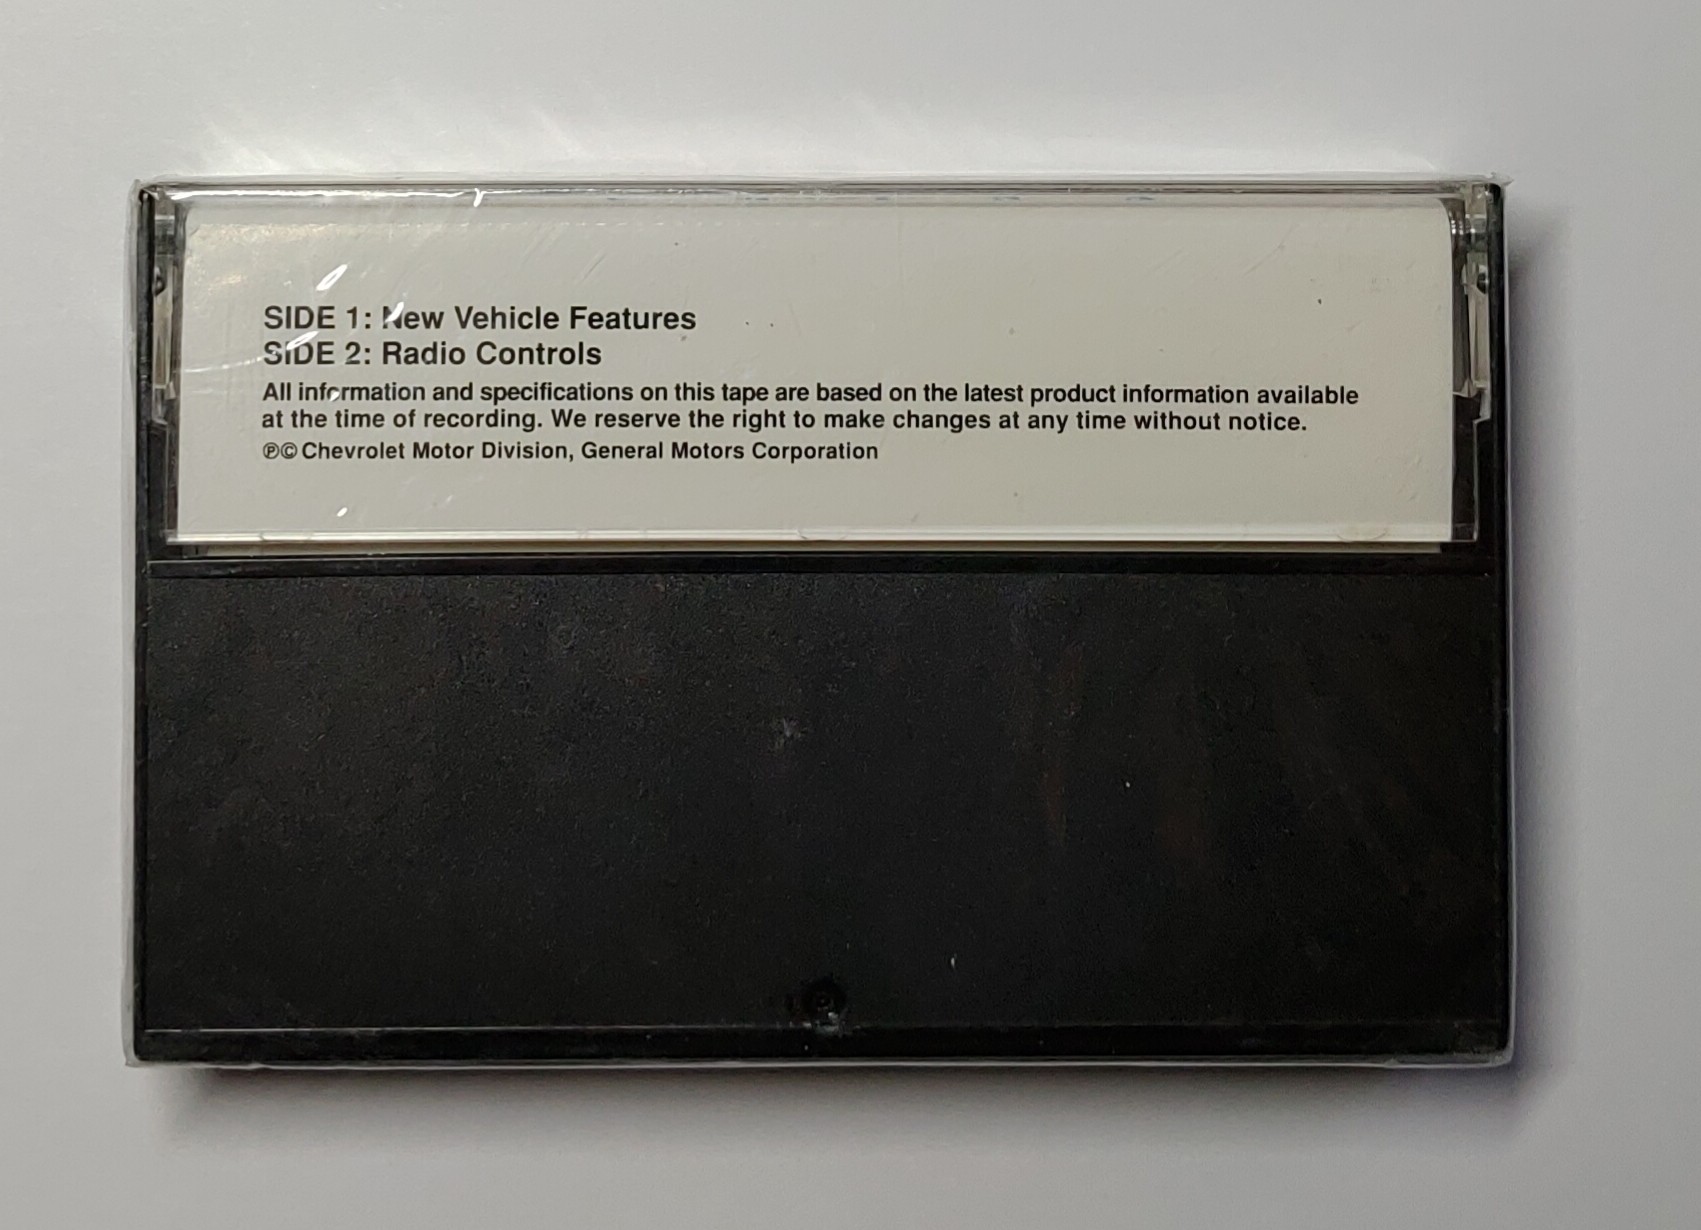 SIDE 1: New Vehicle Features
SIDE 2: Radio Controls
All information and specifications on this tape are based on the latest product information available
at the time of recording. We reserve the right to make changes at any time without notice.
℗© Chevrolet Motor Division, General Motors Corporation